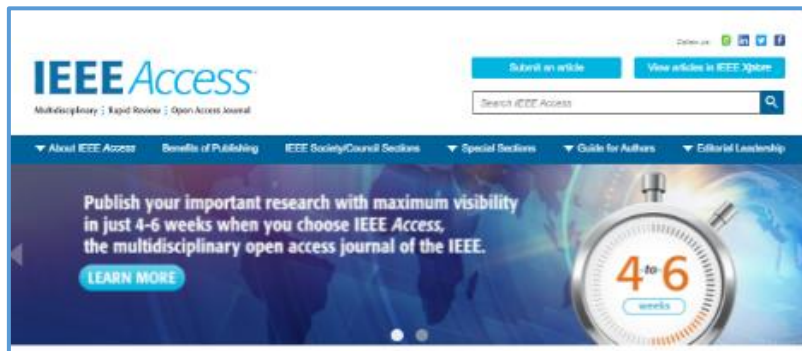 Follow us:
IEEE Access
Multidisciplinary | Rapid Review | Open Access Journal
Submit an article
View articles in IEEE Xplore
Search IEEE Access
About IEEE Access Benefits of Publishing IEEE Society/Council Sections Special Sections Guide for Authors Editorial Leadership
Publish your important research with maximum visibility
in just 4-6 weeks when you choose IEEE Access,
the multidisciplinary open access journal of the IEEE.
LEARN MORE
4 to 6
weeks